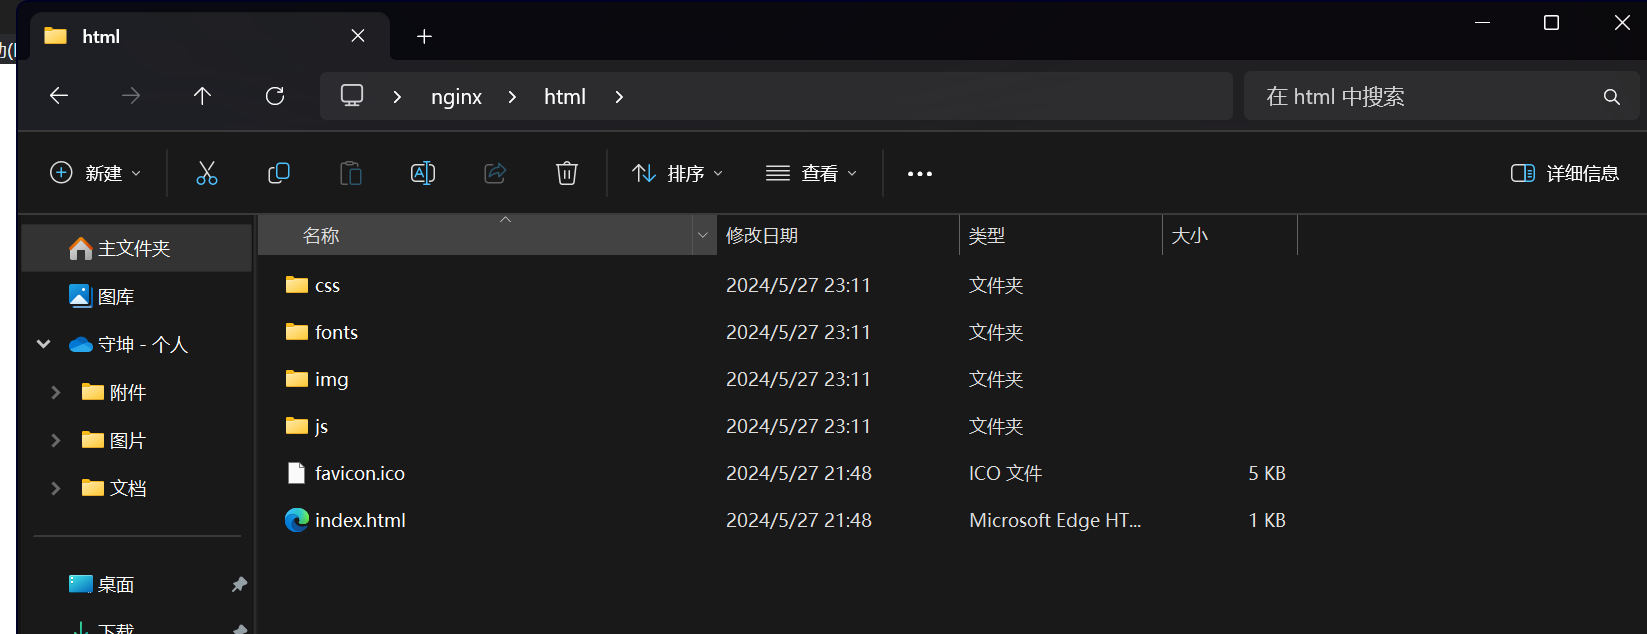 html
nginx
html
在 html 中搜索
新建
排序
查看
详细信息
名称
修改日期
类型
大小
主文件夹
图库
守坤 - 个人
附件
图片
文档
桌面
下载
css 2024/5/27 23:11 文件夹
fonts 2024/5/27 23:11 文件夹
img 2024/5/27 23:11 文件夹
js 2024/5/27 23:11 文件夹
favicon.ico 2024/5/27 21:48 ICO 文件 5 KB
index.html 2024/5/27 21:48 Microsoft Edge HT... 1 KB